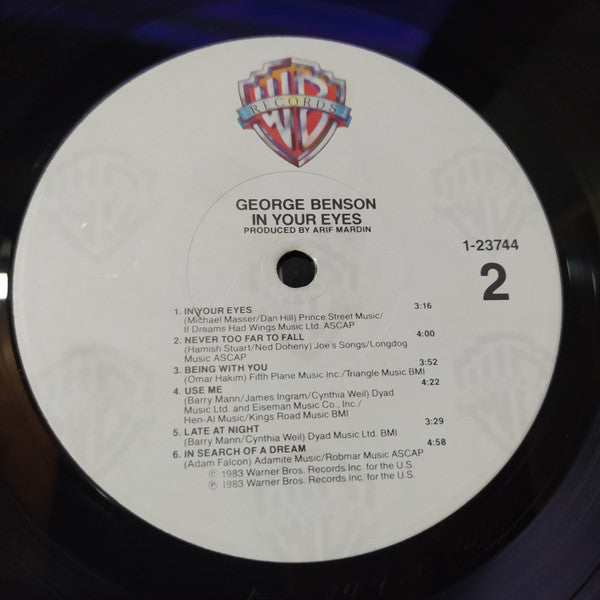 RECORDS
WB
GEORGE BENSON
IN YOUR EYES
PRODUCED BY ARIF MARDIN
1-23744
2
1. IN YOUR EYES 3:16
(Michael Masser/Dan Hill) Prince Street Music/
If Dreams Had Wings Music Ltd. ASCAP
2. NEVER TOO FAR TO FALL 4:00
(Hamish Stuart/Ned Doheny) Joe's Songs/Longdog
Music ASCAP
3. BEING WITH YOU 3:52
(Omar Hakim) Fifth Plane Music Inc./Triangle Music BMI
4. USE ME 4:22
(Barry Mann/James Ingram/Cynthia Weil) Dyad
Music Ltd. and Eiseman Music Co., Inc./
Hen-Al Music/Kings Road Music BMI
5. LATE AT NIGHT 3:29
(Barry Mann/Cynthia Weil) Dyad Music Ltd. BMI
6. IN SEARCH OF A DREAM 4:58
(Adam Falcon) Adamite Music/Robmar Music ASCAP
© 1983 Warner Bros. Records Inc. for the U.S.
℗ 1983 Warner Bros. Records Inc. for the U.S.